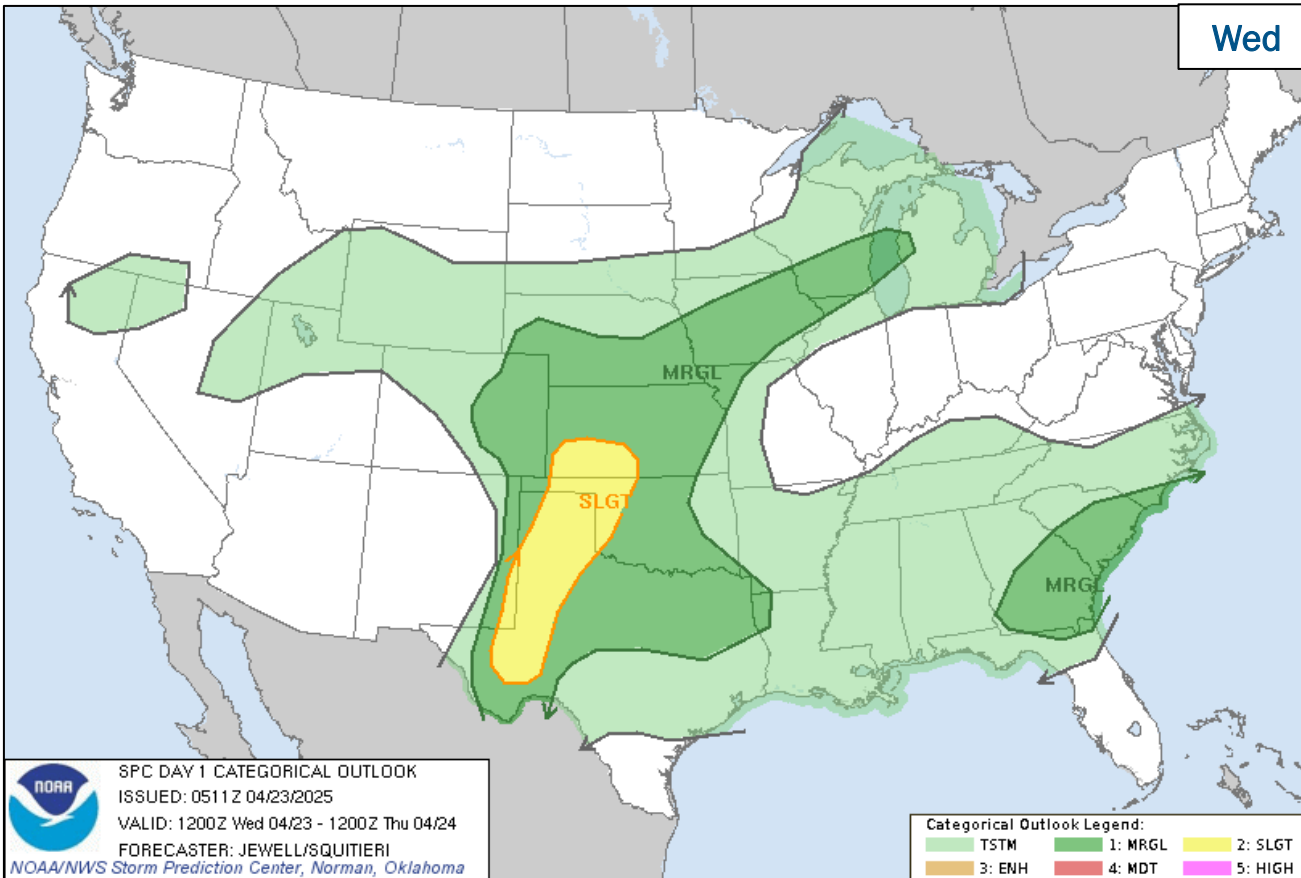 Wed
MRGL
SLGT
MRGL
NOAA
SPC DAY 1 CATEGORICAL OUTLOOK
ISSUED: 0511Z 04/23/2025
VALID: 1200Z Wed 04/23 - 1200Z Thu 04/24
FORECASTER: JEWELL/SQUITIERI
NOAA/NWS Storm Prediction Center, Norman, Oklahoma
Categorical Outlook Legend:
TSTM 1: MRGL 2: SLGT
3: ENH 4: MDT 5: HIGH